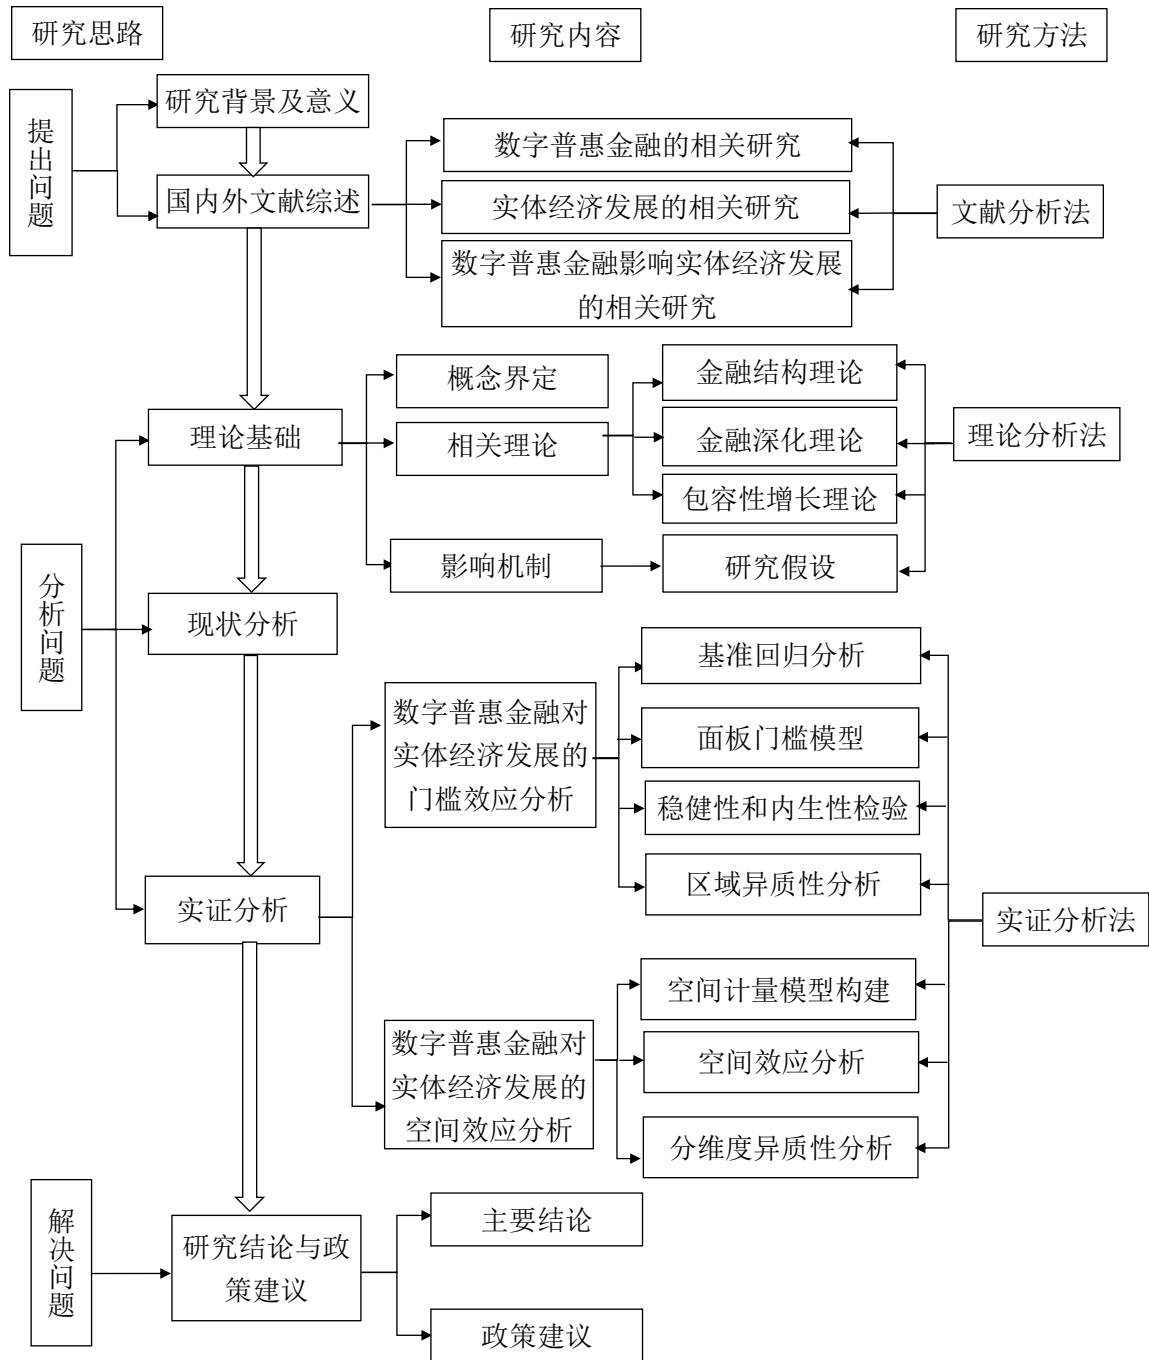 研究思路
研究内容
研究方法
提出问题
研究背景及意义
国内外文献综述
数字普惠金融的相关研究
实体经济发展的相关研究
数字普惠金融影响实体经济发展
的相关研究
文献分析法
分析问题
理论基础
概念界定
相关理论
影响机制
金融结构理论
金融深化理论
包容性增长理论
研究假设
理论分析法
现状分析
实证分析
数字普惠金融对
实体经济发展的
门槛效应分析
基准回归分析
面板门槛模型
稳健性和内生性检验
区域异质性分析
数字普惠金融对
实体经济发展的
空间效应分析
空间计量模型构建
空间效应分析
分维度异质性分析
实证分析法
解决问题
研究结论与政
策建议
主要结论
政策建议